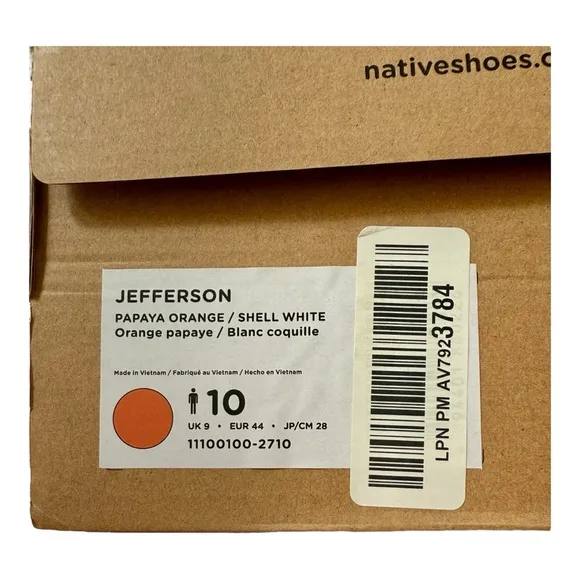 nativeshoes.c
JEFFERSON
PAPAYA ORANGE / SHELL WHITE
Orange papaye / Blanc coquille
Made in Vietnam / Fabriqué au Vietnam / Hecho en Vietnam
10
UK 9 • EUR 44 • JP/CM 28
11100100-2710
LPN PM AV7923784